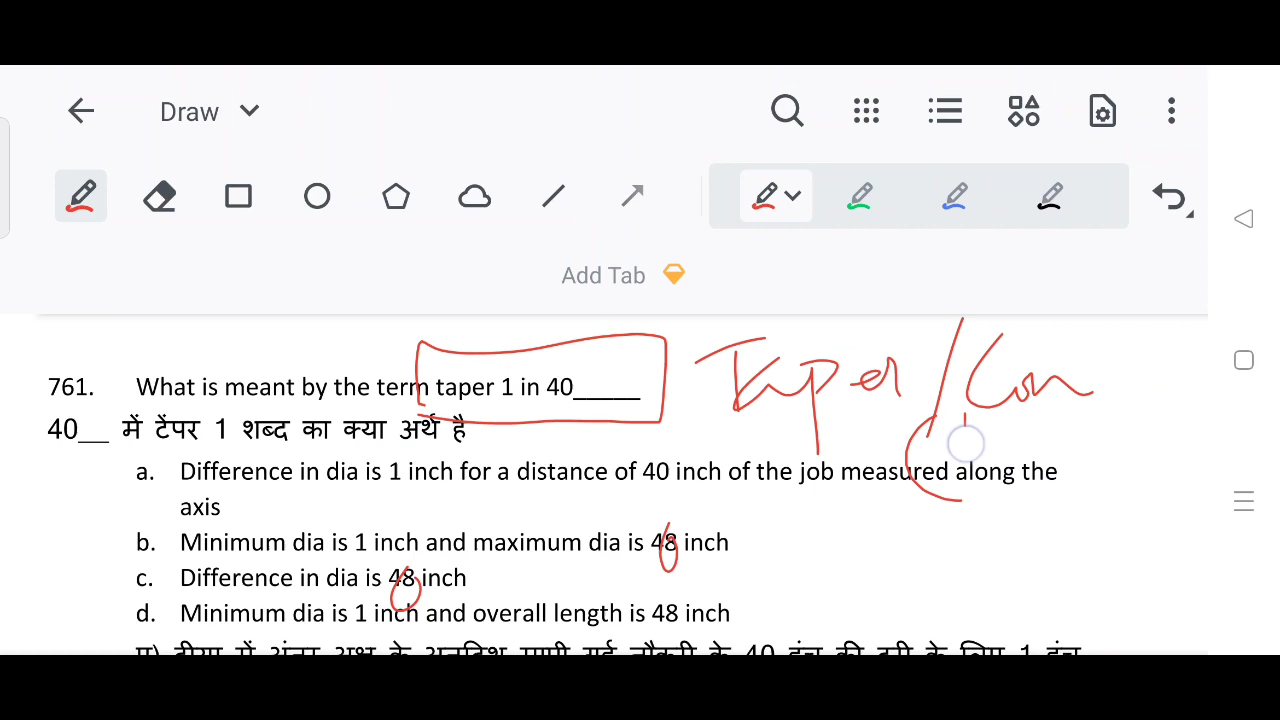 Draw
Add Tab
Taper / Con
761. What is meant by the term taper 1 in 40_____
40__ में टेंपर 1 शब्द का क्या अर्थ है
a. Difference in dia is 1 inch for a distance of 40 inch of the job measured along the
axis
b. Minimum dia is 1 inch and maximum dia is 48 inch
c. Difference in dia is 48 inch
d. Minimum dia is 1 inch and overall length is 48 inch